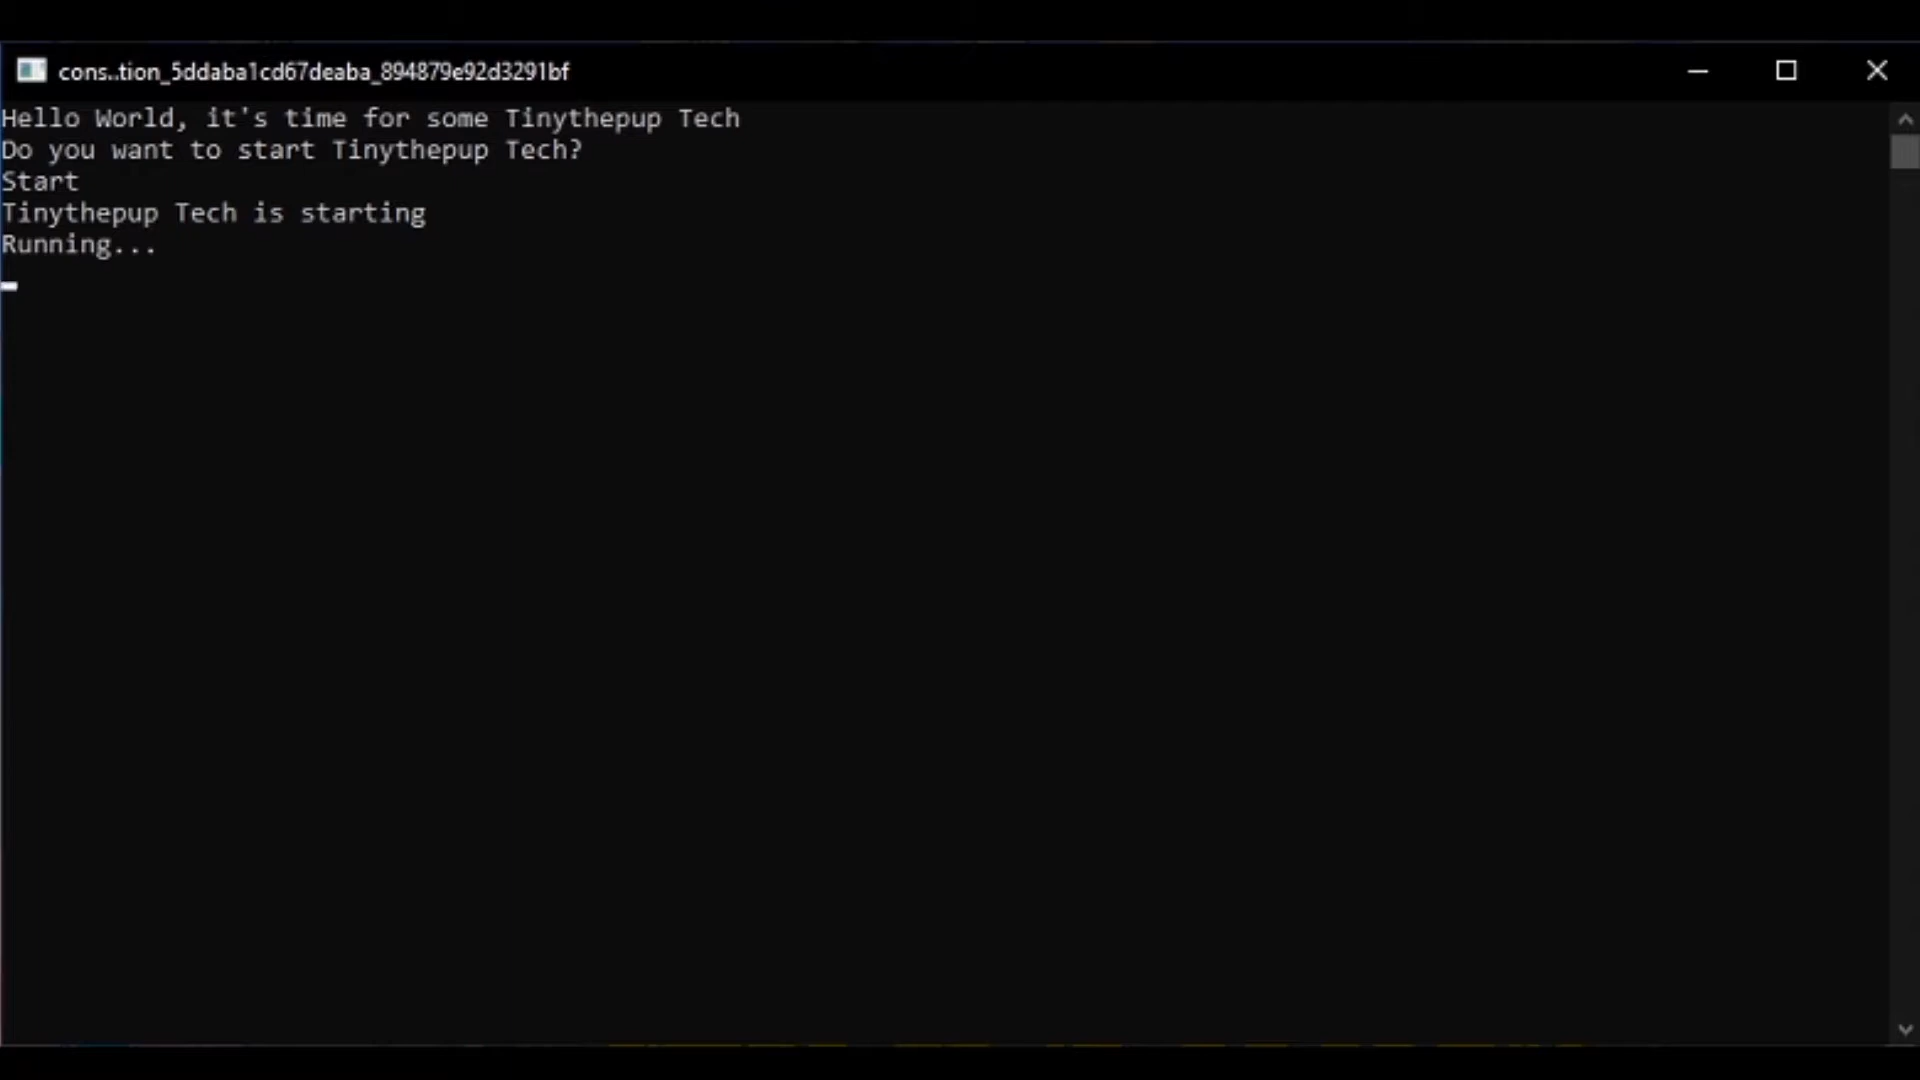 cons..tion_5ddaba1cd67deaba_894879e92d3291bf
Hello World, it's time for some Tinythepup Tech
Do you want to start Tinythepup Tech?
Start
Tinythepup Tech is starting
Running...